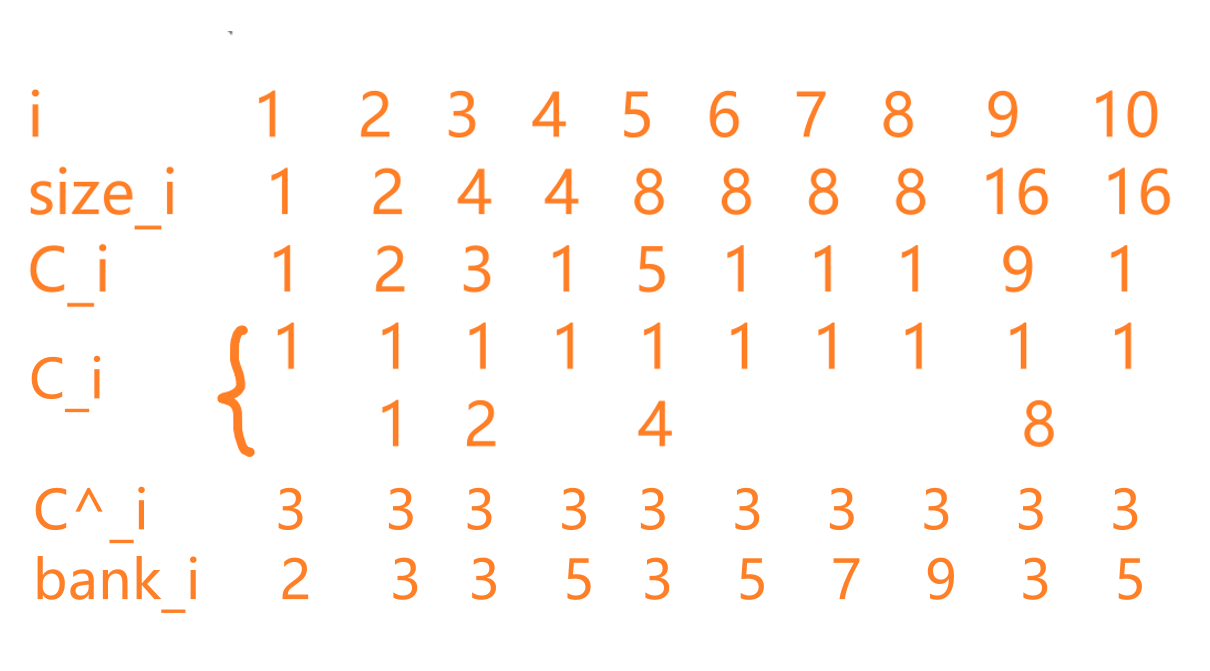 i 1 2 3 4 5 6 7 8 9 10
size_i 1 2 4 4 8 8 8 8 16 16
C_i 1 2 3 1 5 1 1 1 9 1
C_i { 1 1 1 1 1 1 1 1 1 1
1 2 4 8
C^_i 3 3 3 3 3 3 3 3 3 3
bank_i 2 3 3 5 3 5 7 9 3 5